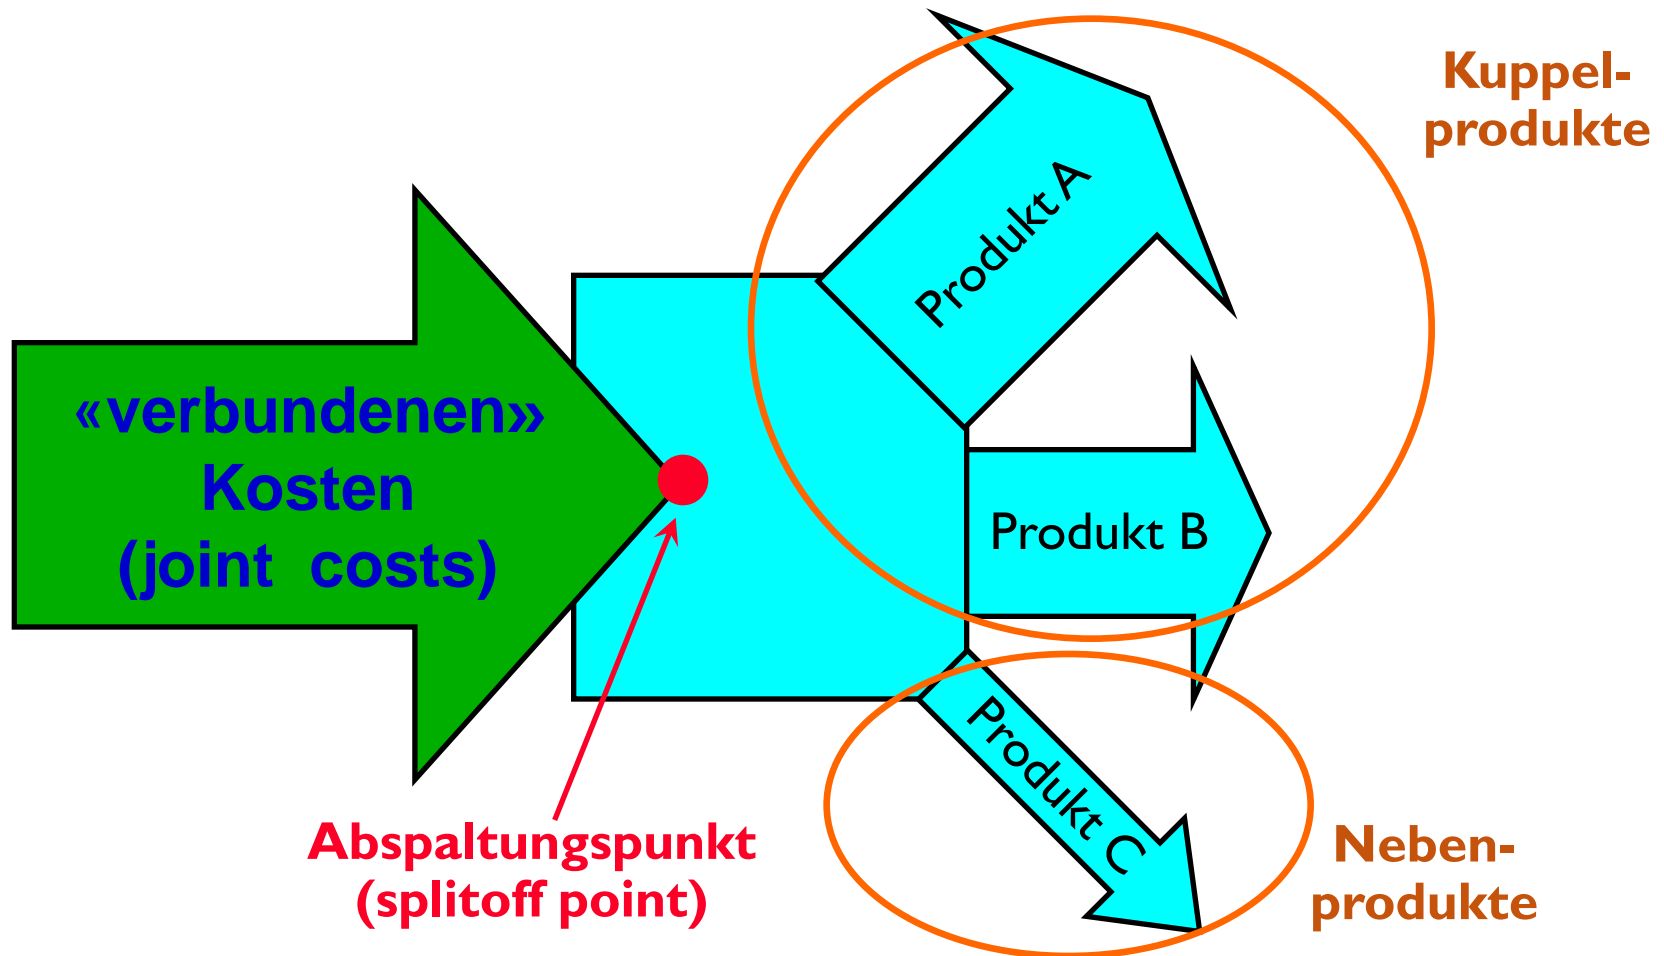 Kuppel-
produkte
Produkt A
«verbundenen»
Kosten
(joint costs)
Produkt B
Produkt C
Abspaltungspunkt
(splitoff point)
Neben-
produkte